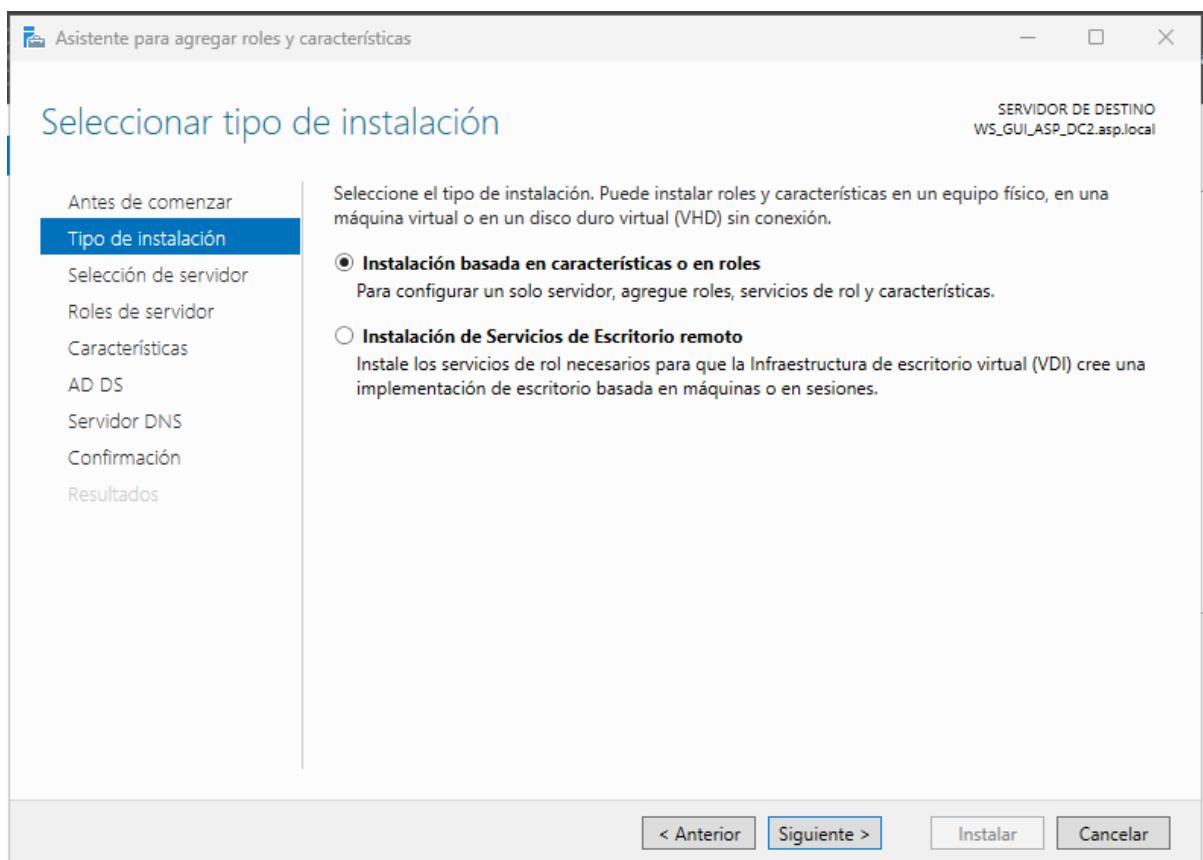 Asistente para agregar roles y características
Seleccionar tipo de instalación
SERVIDOR DE DESTINO
WS_GUI_ASP_DC2.asp.local
Antes de comenzar
Tipo de instalación
Selección de servidor
Roles de servidor
Características
AD DS
Servidor DNS
Confirmación
Resultados
Seleccione el tipo de instalación. Puede instalar roles y características en un equipo físico, en una
máquina virtual o en un disco duro virtual (VHD) sin conexión.
Instalación basada en características o en roles
Para configurar un solo servidor, agregue roles, servicios de rol y características.
Instalación de Servicios de Escritorio remoto
Instale los servicios de rol necesarios para que la Infraestructura de escritorio virtual (VDI) cree una
implementación de escritorio basada en máquinas o en sesiones.
< Anterior
Siguiente >
Instalar
Cancelar